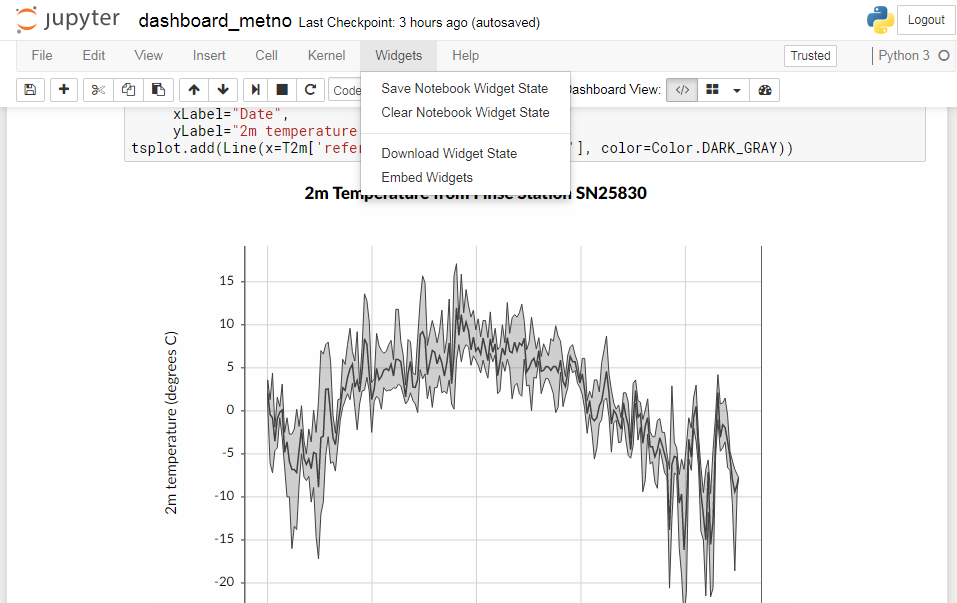 jupyter dashboard_metno Last Checkpoint: 3 hours ago (autosaved) Logout
File Edit View Insert Cell Kernel Widgets Help Trusted Python 3
Code Dashboard View: </>
Save Notebook Widget State
Clear Notebook Widget State
Download Widget State
Embed Widgets
xLabel="Date",
yLabel="2m temperature
tsplot.add(Line(x=T2m['refer '], color=Color.DARK_GRAY))
2m Temperature from Finse Station SN25830
15
10
5
0
-5
-10
-15
-20
2m temperature (degrees C)